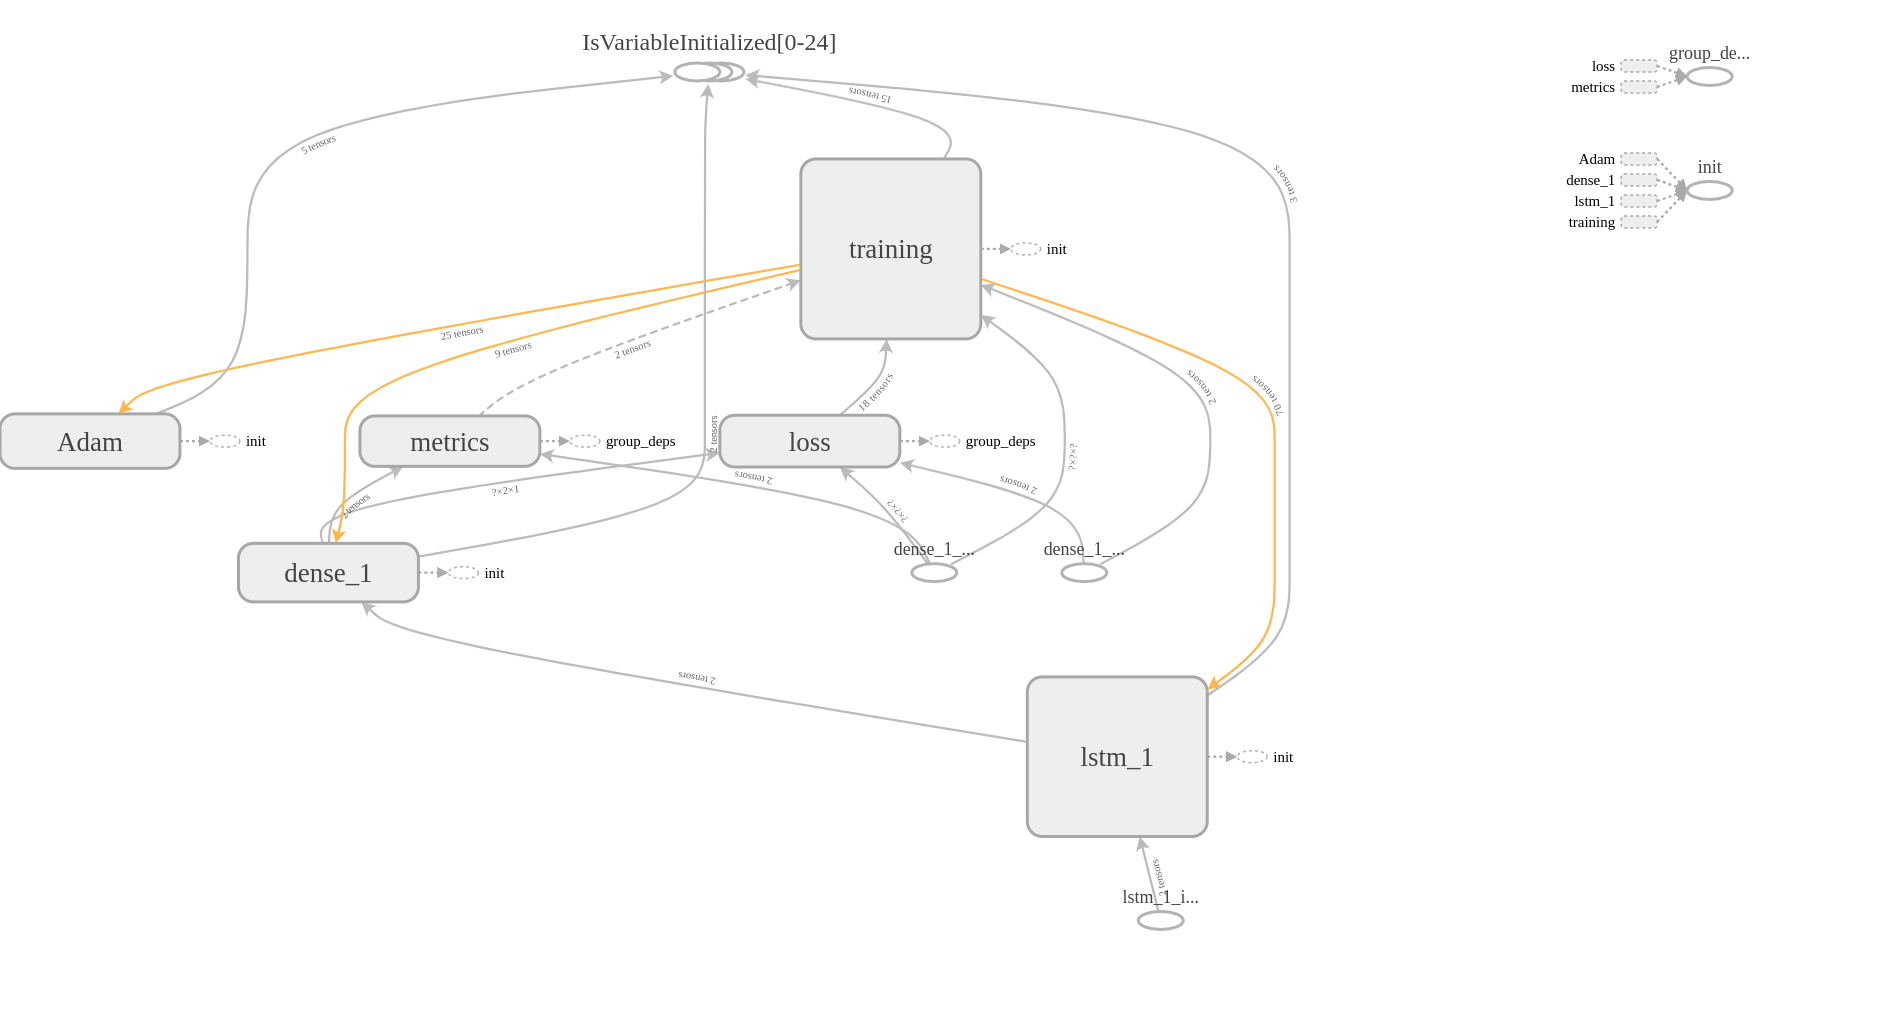 IsVariableInitialized[0-24]
group_de...
loss
metrics
15 tensors
5 tensors
Adam
init
dense_1
lstm_1
training
3 tensors
training
init
25 tensors
9 tensors
2 tensors
18 tensors
2 tensors
70 tensors
Adam
init
metrics
group_deps
2 tensors
loss
group_deps
?×?×?
2 tensors
?×2×1
2 tensors
2 tensors
?×?×?
dense_1_...
dense_1_...
dense_1
init
2 tensors
lstm_1
init
2 tensors
lstm_1_i...